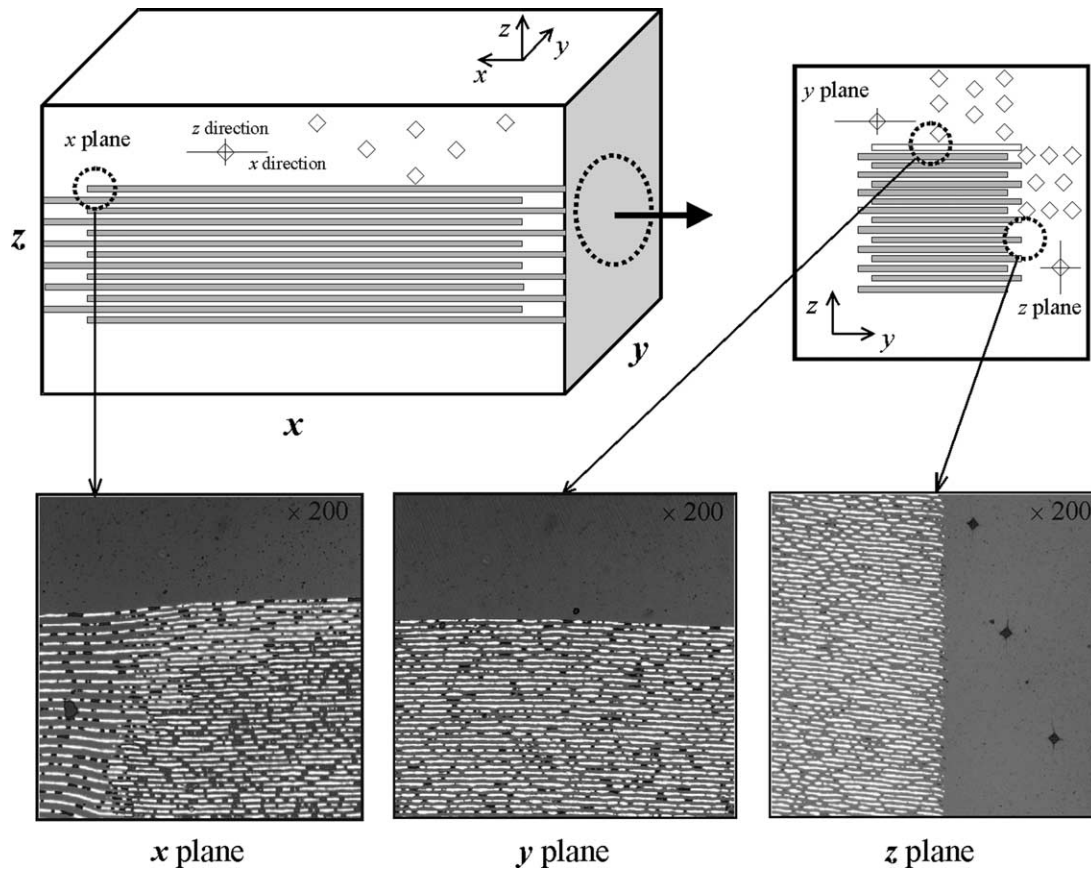 z
y
x
x plane
z direction
x direction
z
y
x
y plane
z plane
z
y
× 200
× 200
× 200
x plane
y plane
z plane